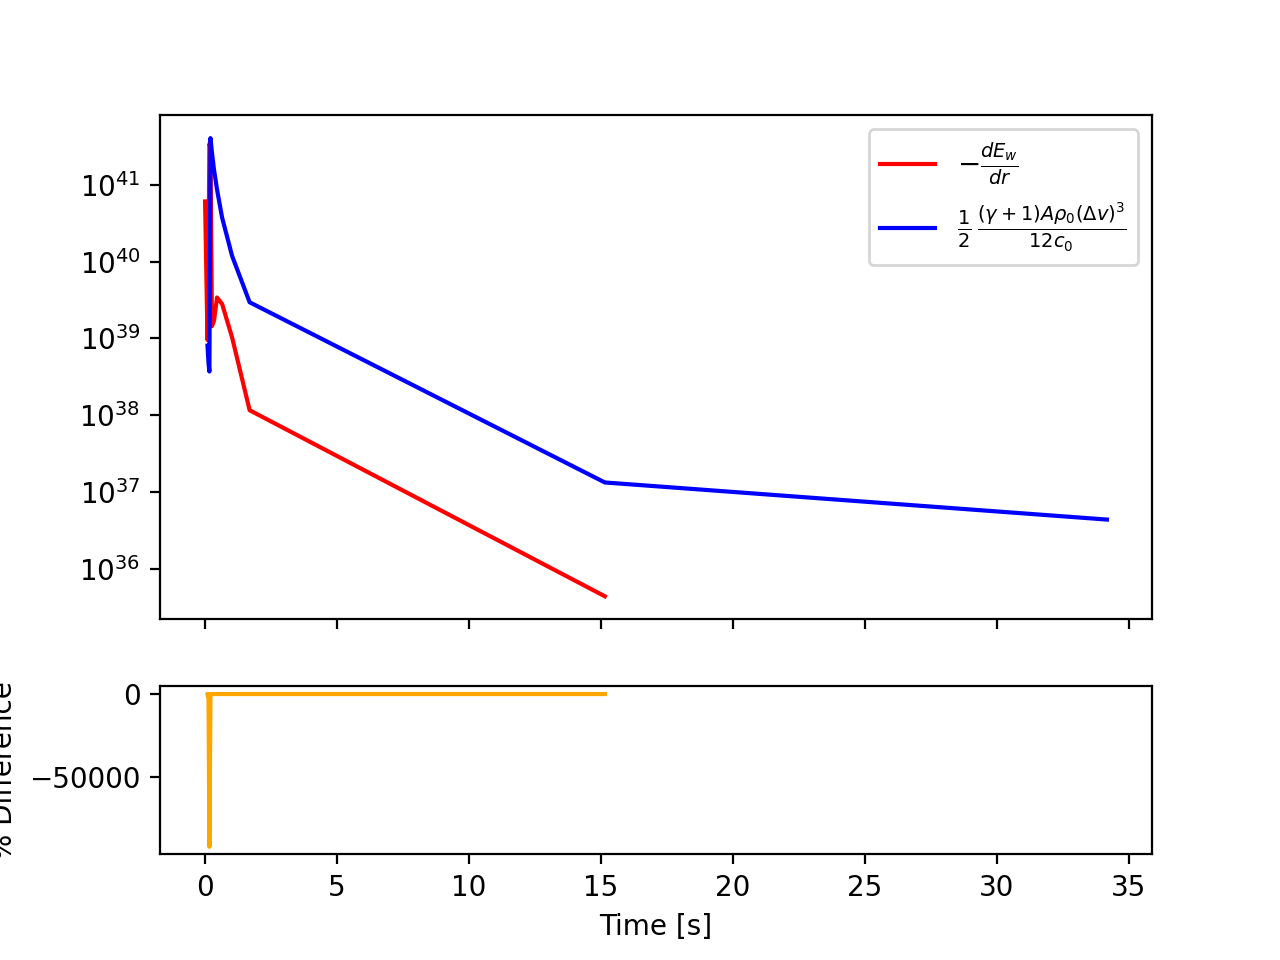 10^41
10^40
10^39
10^38
10^37
10^36
−dE_w/dr
1/2 (γ + 1)Aρ_0(Δv)^3/12c_0
0
−50000
% Difference
0 5 10 15 20 25 30 35
Time [s]